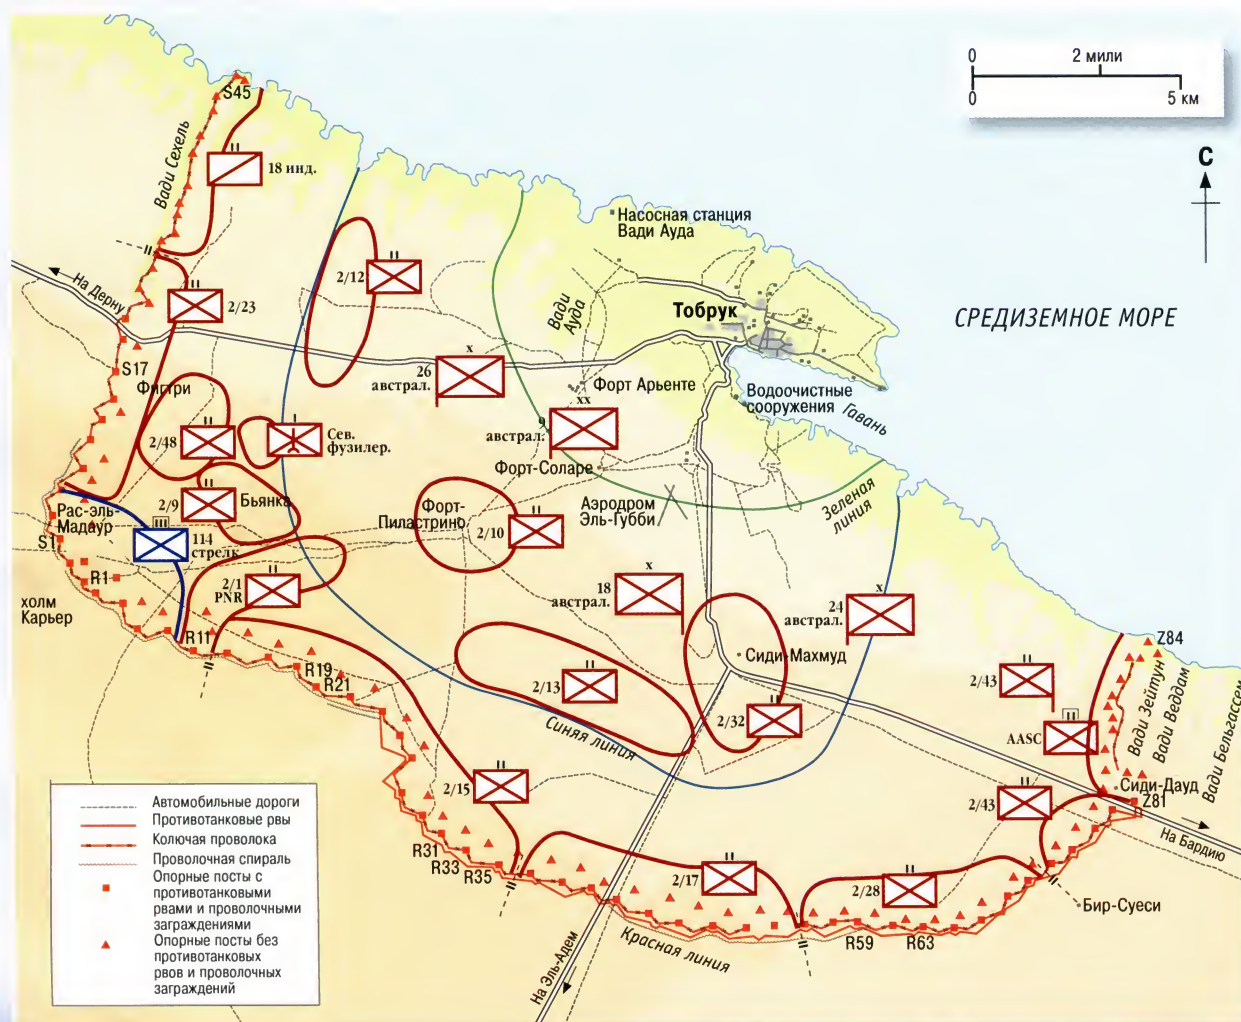 0 2 мили
0 5 км
С
S45
Вади Сехель
18 инд.
Насосная станция
Вади Ауда
На Дерну
2/12
2/23
Вади
Ауда
Тобрук
СРЕДИЗЕМНОЕ МОРЕ
S17
Фигтри
26
австрал.
Форт Арьенте
Водоочистные
сооружения
Гавань
9
австрал.
2/48
Сев.
фузилер.
Форт-Соларе
2/9
Бьянка
Форт-
Пиластрино
Аэродром
Эль-Губби
Зеленая
линия
Рас-эль-
Мадаур
2/10
S1
114
стрелк.
R1
2/1
PNR
18
австрал.
24
австрал.
холм
Карьер
R11
Z84
R19
R21
Сиди-Махмуд
2/13
2/43
Вади Зейтун
Вади Веддам
Вади Бельгассем
2/32
Синяя линия
AASC
2/15
Сиди-Дауд
2/43
Z81
На Бардию
R31
R33
R35
2/17
2/28
Бир-Суеси
R59
R63
Красная линия
На Эль-Адем
Автомобильные дороги
Противотанковые рвы
Колючая проволока
Проволочная спираль
Опорные посты с
противотанковыми
рвами и проволочными
заграждениями
Опорные посты без
противотанковых
рвов и проволочных
заграждений